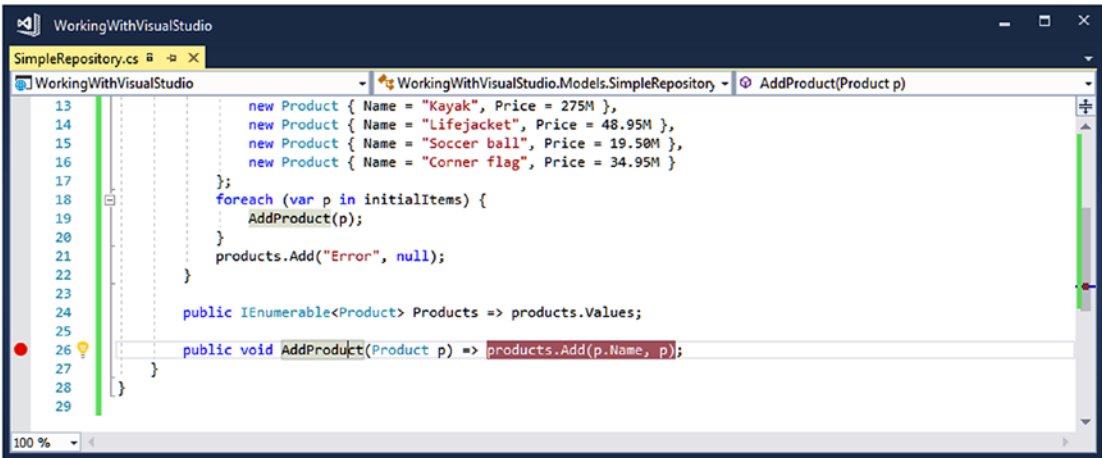 WorkingWithVisualStudio
SimpleRepository.cs
WorkingWithVisualStudio WorkingWithVisualStudio.Models.SimpleRepository AddProduct(Product p)
13 new Product { Name = "Kayak", Price = 275M },
14 new Product { Name = "Lifejacket", Price = 48.95M },
15 new Product { Name = "Soccer ball", Price = 19.50M },
16 new Product { Name = "Corner flag", Price = 34.95M }
17 };
18 foreach (var p in initialItems) {
19 AddProduct(p);
20 }
21 products.Add("Error", null);
22 }
23
24 public IEnumerable<Product> Products => products.Values;
25
26 public void AddProduct(Product p) => products.Add(p.Name, p);
27 }
28 }
29
100 %